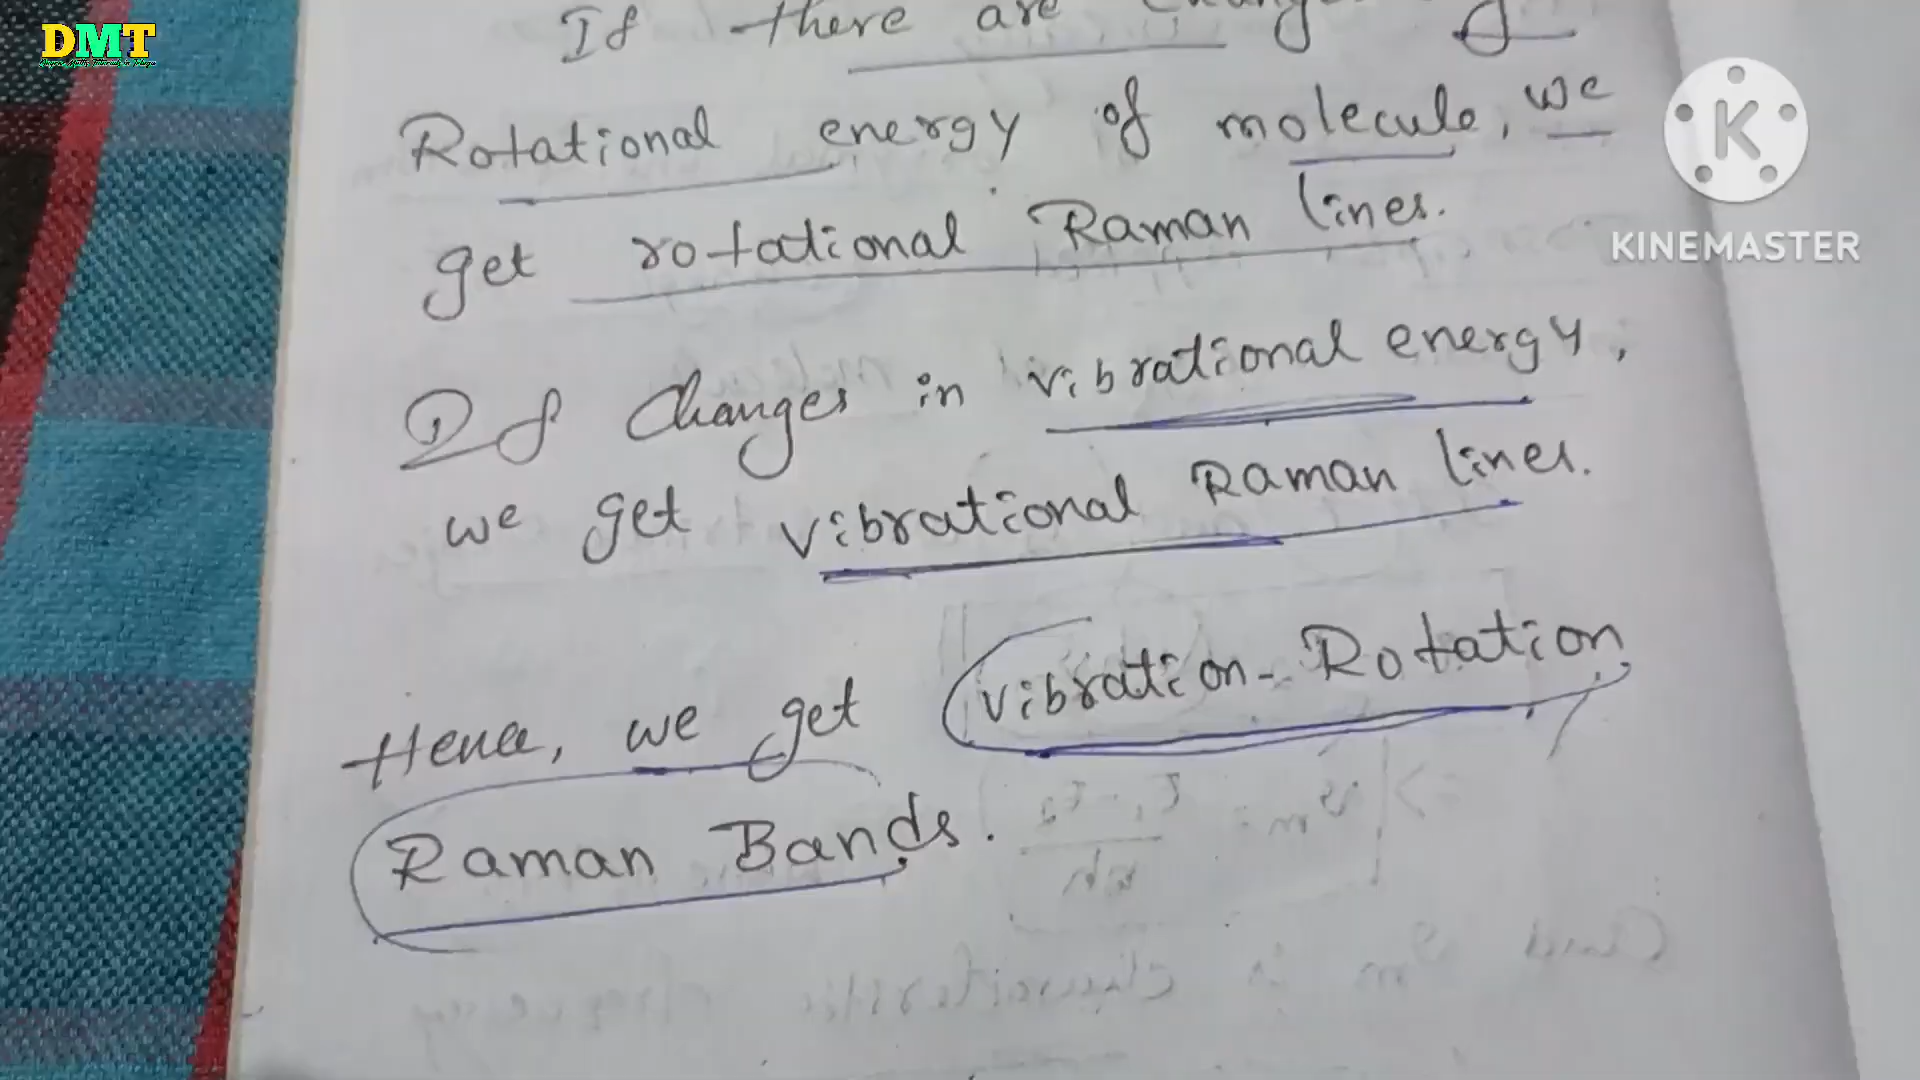 DMT
If there are
Rotational energy of molecule, we
get rotational Raman lines.
KINEMASTER
If Changes in vibrational energy,
we get vibrational Raman lines.
Hence, we get vibration-Rotation
Raman Bands.